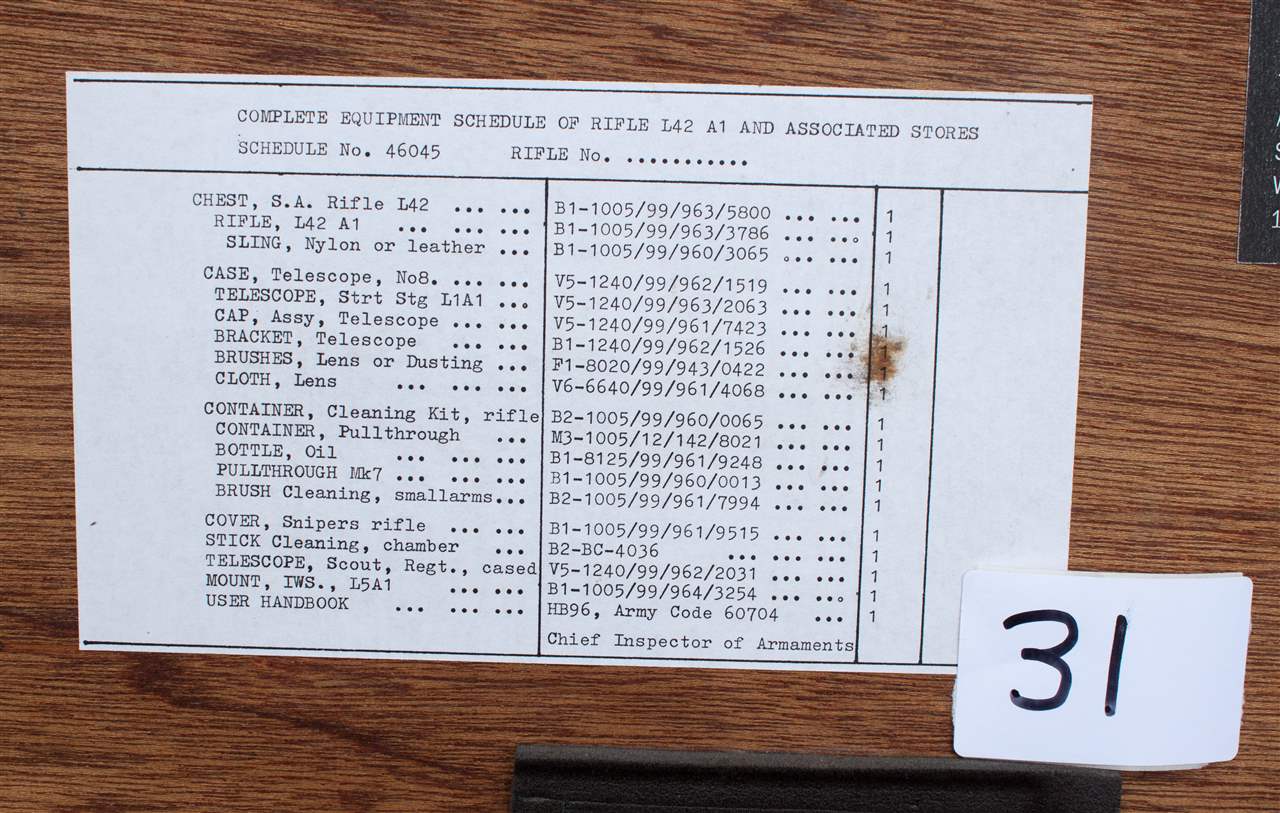 COMPLETE EQUIPMENT SCHEDULE OF RIFLE L42 A1 AND ASSOCIATED STORES
SCHEDULE No. 46045 RIFLE No. ...........
CHEST, S.A. Rifle L42 ... ... B1-1005/99/963/5800 ... ... 1
RIFLE, L42 A1 ... ... ... B1-1005/99/963/3786 ... ... 1
SLING, Nylon or leather ... B1-1005/99/960/3065 ... ... 1
CASE, Telescope, No8. ... ... V5-1240/99/962/1519 ... ... 1
TELESCOPE, Strt Stg L1A1 ... V5-1240/99/963/2063 ... ... 1
CAP, Assy, Telescope ... ... V5-1240/99/961/7423 ... ... 1
BRACKET, Telescope ... ... B1-1240/99/962/1526 ... ... 1
BRUSHES, Lens or Dusting ... F1-8020/99/943/0422 ... ... 1
CLOTH, Lens ... ... ... V6-6640/99/961/4068 ... ... 1
CONTAINER, Cleaning Kit, rifle B2-1005/99/960/0065 ... ... 1
CONTAINER, Pullthrough ... M3-1005/12/142/8021 ... ... 1
BOTTLE, Oil ... ... ... B1-8125/99/961/9248 ... ... 1
PULLTHROUGH Mk7 ... ... ... B1-1005/99/960/0013 ... ... 1
BRUSH Cleaning, smallarms... B2-1005/99/961/7994 ... ... 1
COVER, Snipers rifle ... ... B1-1005/99/961/9515 ... ... 1
STICK Cleaning, chamber ... B2-BC-4036 ... ... ... 1
TELESCOPE, Scout, Regt., cased V5-1240/99/962/2031 ... ... 1
MOUNT, IWS., L5A1 ... ... B1-1005/99/964/3254 ... ... 1
USER HANDBOOK ... ... ... HB96, Army Code 60704 ... 1
Chief Inspector of Armaments
31